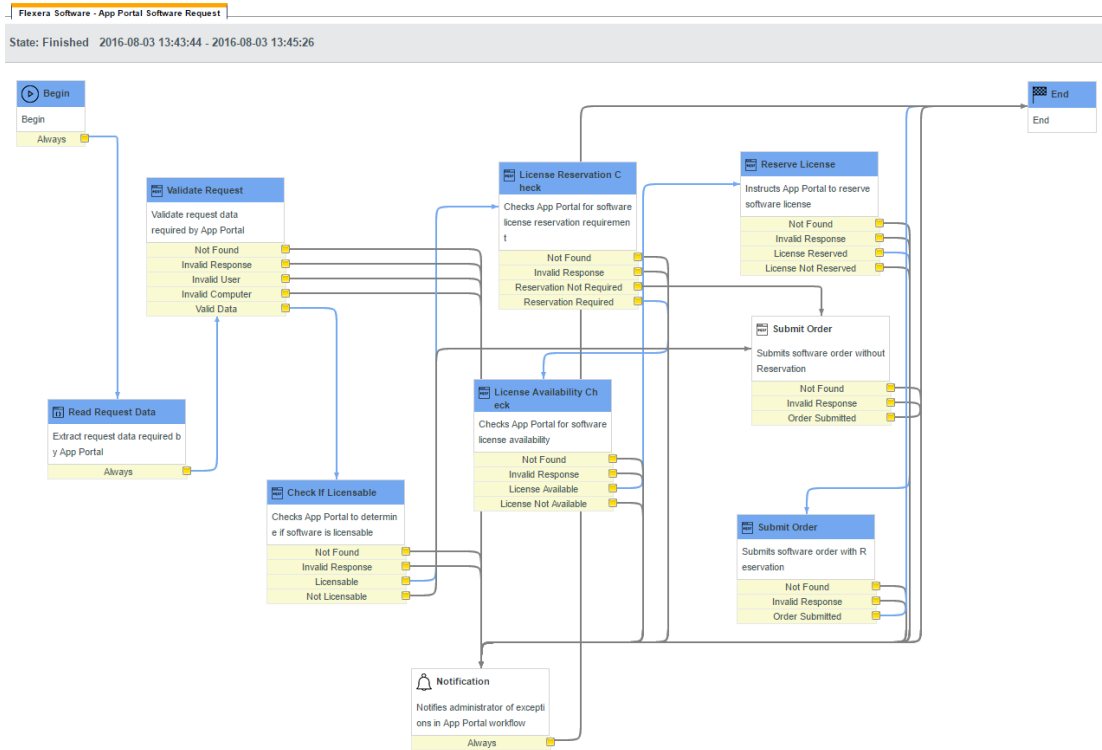 Flexera Software - App Portal Software Request
State: Finished 2016-08-03 13:43:44 - 2016-08-03 13:45:26
Begin
Begin
Always
Validate Request
Validate request data
required by App Portal
Not Found
Invalid Response
Invalid User
Invalid Computer
Valid Data
Read Request Data
Extract request data required b
y App Portal
Always
Check If Licensable
Checks App Portal to determin
e if software is licensable
Not Found
Invalid Response
Licensable
Not Licensable
License Reservation C
heck
Checks App Portal for software
license reservation requiremen
t
Not Found
Invalid Response
Reservation Not Required
Reservation Required
License Availability Ch
eck
Checks App Portal for software
license availability
Not Found
Invalid Response
License Available
License Not Available
Notification
Notifies administrator of excepti
ons in App Portal workflow
Always
Reserve License
Instructs App Portal to reserve
software license
Not Found
Invalid Response
License Reserved
License Not Reserved
Submit Order
Submits software order without
Reservation
Not Found
Invalid Response
Order Submitted
Submit Order
Submits software order with R
eservation
Not Found
Invalid Response
Order Submitted
End
End